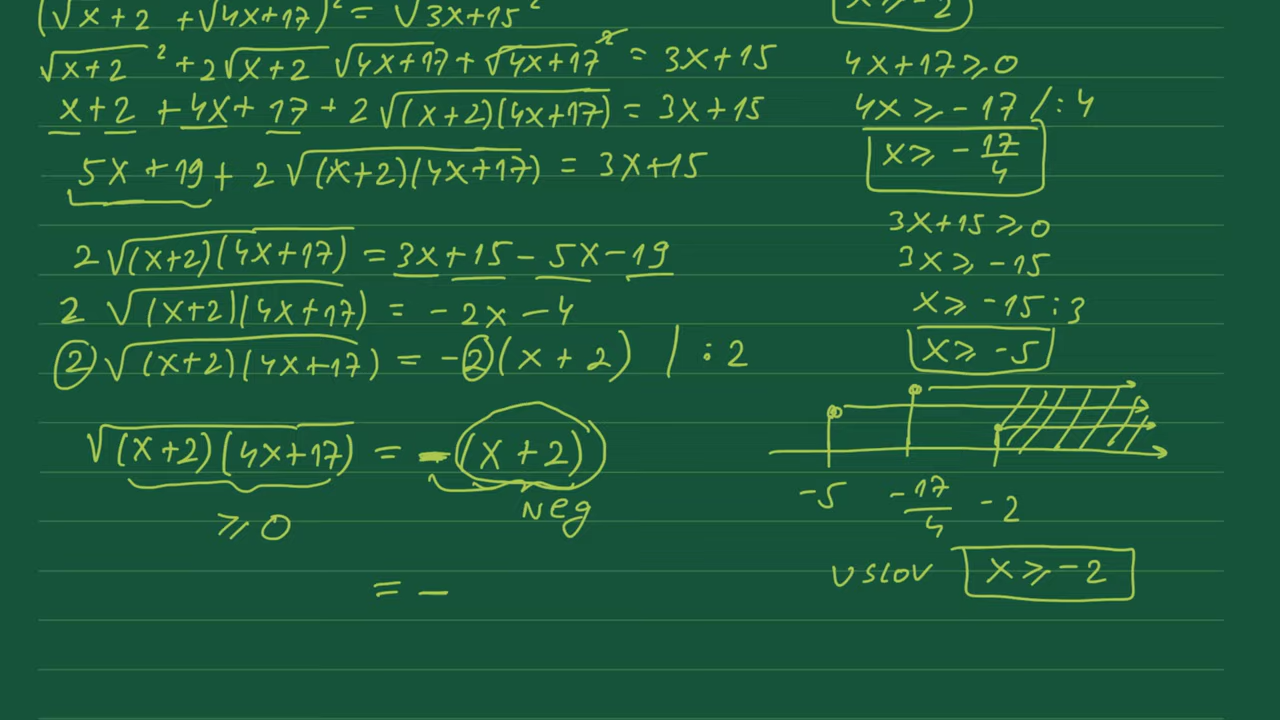 (√x+2 + √4x+17)² = √3x+15²
√x+2² + 2√x+2 √4x+17 + √4x+17² = 3x+15
x+2 + 4x+17 + 2√(x+2)(4x+17) = 3x+15
5x+19 + 2√(x+2)(4x+17) = 3x+15
2√(x+2)(4x+17) = 3x+15-5x-19
2√(x+2)(4x+17) = -2x-4
2√(x+2)(4x+17) = -2(x+2) / :2
√(x+2)(4x+17) = -(x+2)
≥0
Neg
= -
x ≥ -2
4x+17 ≥ 0
4x ≥ -17 /:4
x ≥ -17/4
3x+15 ≥ 0
3x ≥ -15
x ≥ -15:3
x ≥ -5
-5 -17/4 -2
USLOV x ≥ -2